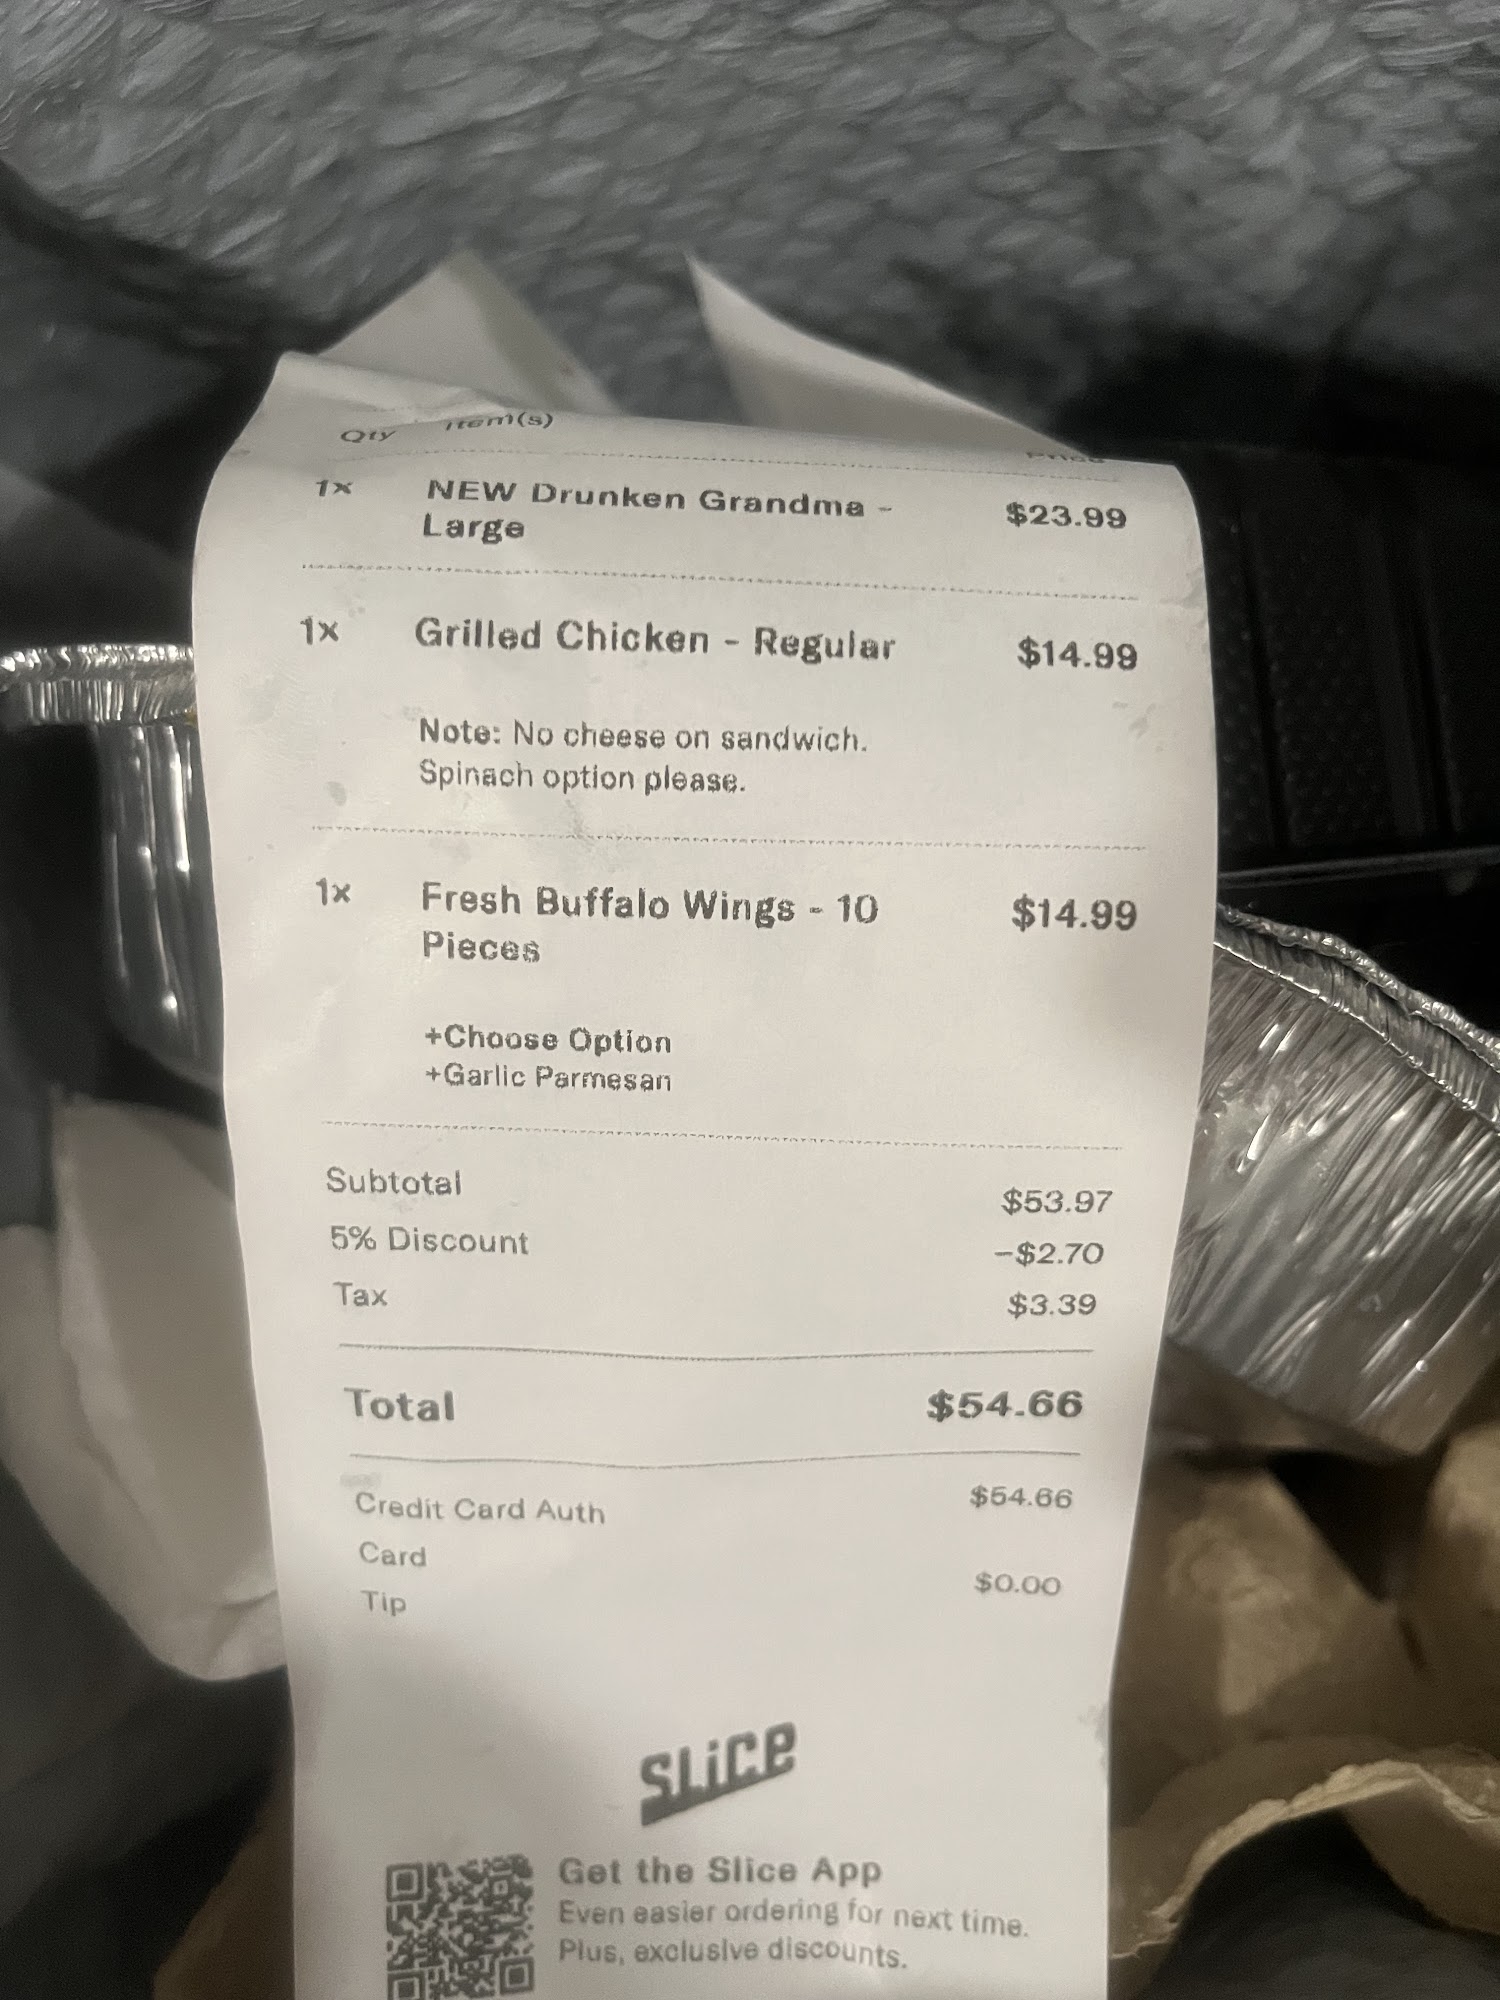 Qty Item(s) Price
1x NEW Drunken Grandma - $23.99
Large
1x Grilled Chicken - Regular $14.99
Note: No cheese on sandwich.
Spinach option please.
1x Fresh Buffalo Wings - 10 $14.99
Pieces
+Choose Option
+Garlic Parmesan
Subtotal $53.97
5% Discount -$2.70
Tax $3.39
Total $54.66
Credit Card Auth $54.66
Card
Tip $0.00
SLiCE
Get the Slice App
Even easier ordering for next time.
Plus, exclusive discounts.